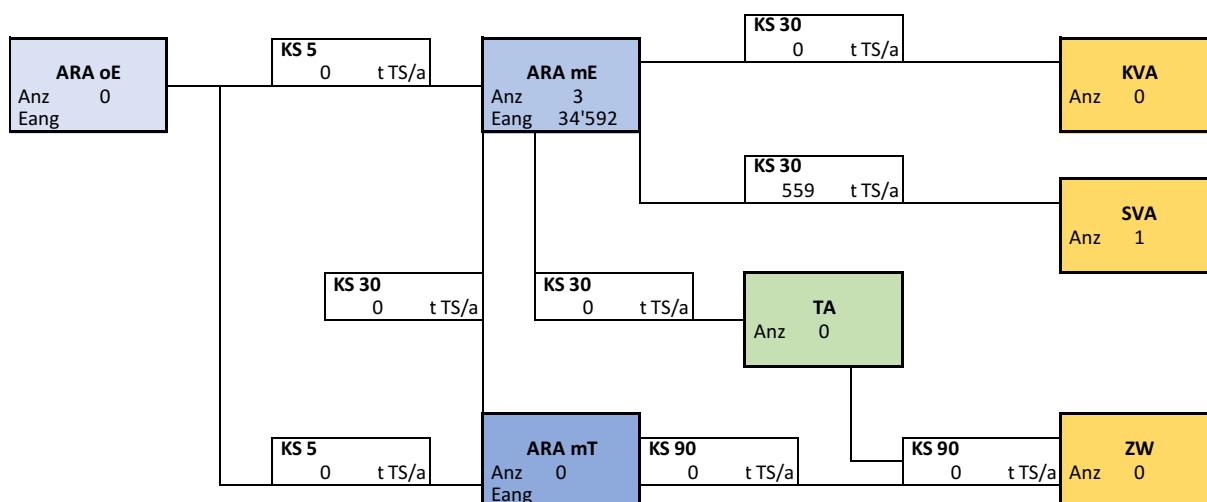 KS 30
0 t TS/a
ARA oE
Anz 0
Eang
KS 5
0 t TS/a
ARA mE
Anz 3
Eang 34'592
KVA
Anz 0
KS 30
559 t TS/a
SVA
Anz 1
KS 30
0 t TS/a
KS 30
0 t TS/a
TA
Anz 0
KS 5
0 t TS/a
ARA mT
Anz 0
Eang
KS 90
0 t TS/a
KS 90
0 t TS/a
ZW
Anz 0